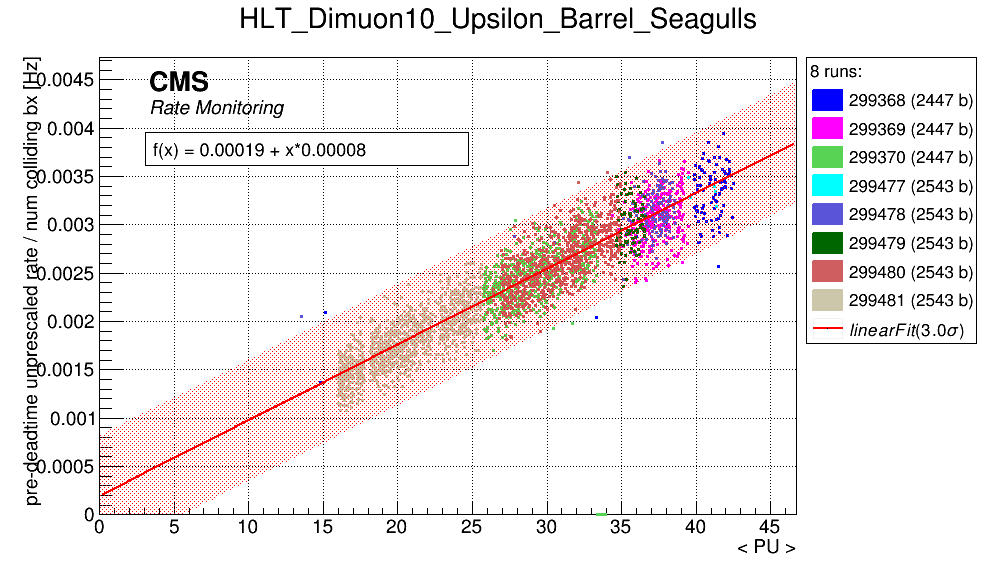 HLT_Dimuon10_Upsilon_Barrel_Seagulls
pre-deadtime unprescaled rate / num colliding bx [Hz]
0.0045
0.004
0.0035
0.003
0.0025
0.002
0.0015
0.001
0.0005
0
CMS
Rate Monitoring
f(x) = 0.00019 + x*0.00008
0 5 10 15 20 25 30 35 40 45
< PU >
8 runs:
299368 (2447 b)
299369 (2447 b)
299370 (2447 b)
299477 (2543 b)
299478 (2543 b)
299479 (2543 b)
299480 (2543 b)
299481 (2543 b)
linearFit(3.0σ)